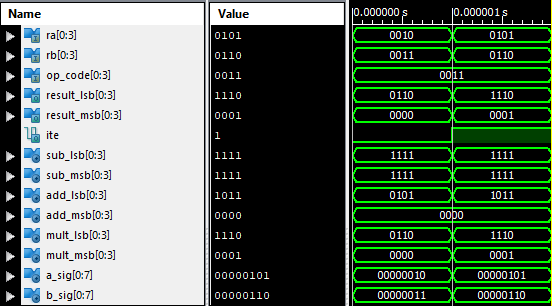 Name Value 0.000000 s 0.000001 s
ra[0:3] 0101 0010 0101
rb[0:3] 0110 0011 0110
op_code[0:3] 0011 0011
result_lsb[0:3] 1110 0110 1110
result_msb[0:3] 0001 0000 0001
ite 1
sub_lsb[0:3] 1111 1111 1111
sub_msb[0:3] 1111 1111 1111
add_lsb[0:3] 1011 0101 1011
add_msb[0:3] 0000 0000
mult_lsb[0:3] 1110 0110 1110
mult_msb[0:3] 0001 0000 0001
a_sig[0:7] 00000101 00000010 00000101
b_sig[0:7] 00000110 00000011 00000110